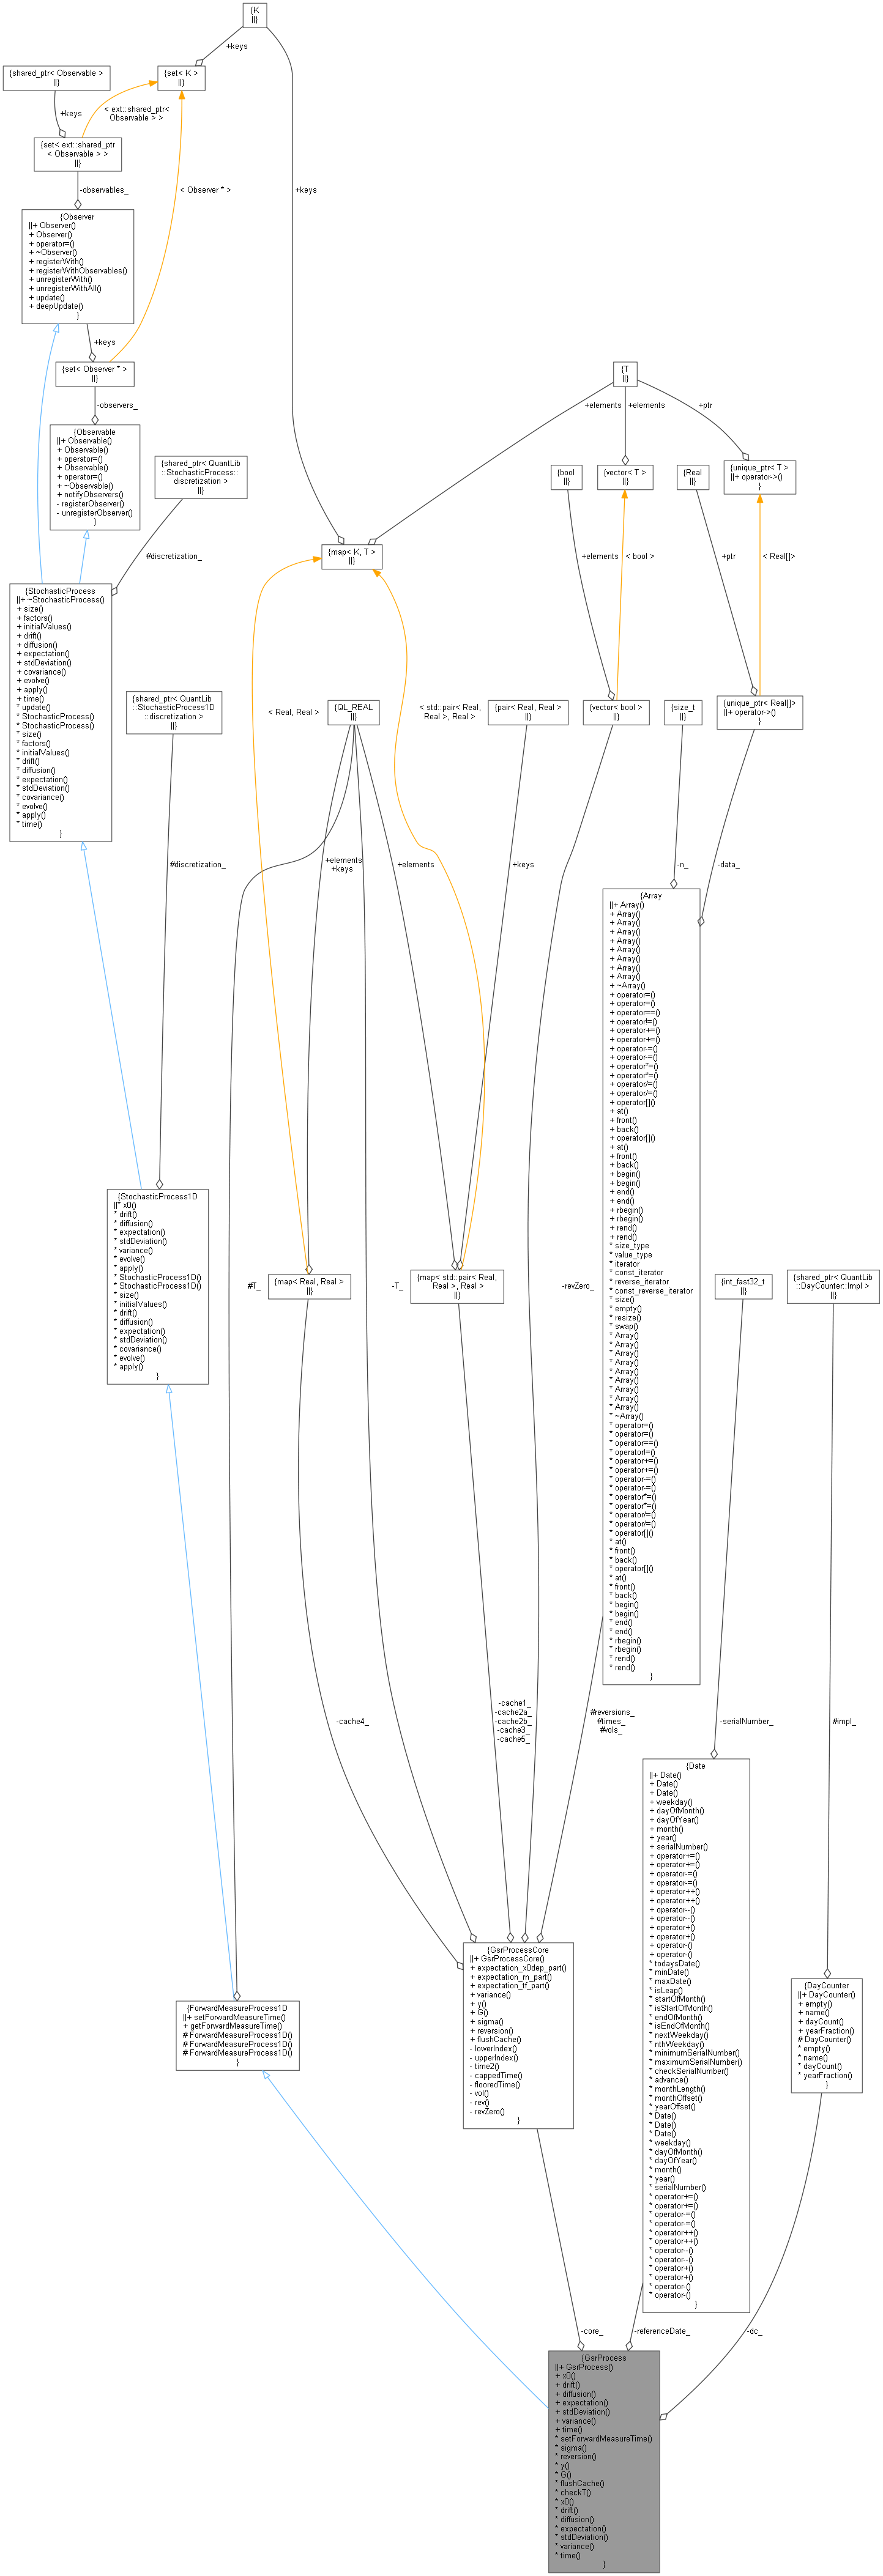 {K
||}
+keys
{shared_ptr< Observable >
||}
{set< K >
||}
+keys
< ext::shared_ptr<
Observable > >
{set< ext::shared_ptr
< Observable > >
||}
-observables_
< Observer * >
+keys
{Observer
||+ Observer()
+ Observer()
+ operator=()
+ ~Observer()
+ registerWith()
+ registerWithObservables()
+ unregisterWith()
+ unregisterWithAll()
+ update()
+ deepUpdate()
}
+keys
{set< Observer * >
||}
{T
||}
-observers_
+elements
+elements
+ptr
{Observable
||+ Observable()
+ Observable()
+ operator=()
+ Observable()
+ operator=()
+ ~Observable()
+ notifyObservers()
- registerObserver()
- unregisterObserver()
}
{shared_ptr< QuantLib
::StochasticProcess::
discretization >
||}
{bool
||}
{vector< T >
||}
{Real
||}
{unique_ptr< T >
||+ operator->()
}
#discretization_
{map< K, T >
||}
+elements
< bool >
+ptr
< Real[]>
{StochasticProcess
||+ ~StochasticProcess()
+ size()
+ factors()
+ initialValues()
+ drift()
+ diffusion()
+ expectation()
+ stdDeviation()
+ covariance()
+ evolve()
+ apply()
+ time()
* update()
* StochasticProcess()
* StochasticProcess()
* size()
* factors()
* initialValues()
* drift()
* diffusion()
* expectation()
* stdDeviation()
* covariance()
* evolve()
* apply()
* time()
}
{shared_ptr< QuantLib
::StochasticProcess1D
::discretization >
||}
< Real, Real >
{QL_REAL
||}
< std::pair< Real,
Real >, Real >
{pair< Real, Real >
||}
{vector< bool >
||}
{size_t
||}
{unique_ptr< Real[]>
||+ operator->()
}
#discretization_
+elements
+keys
+elements
+keys
-n_
-data_
{Array
||+ Array()
+ Array()
+ Array()
+ Array()
+ Array()
+ Array()
+ Array()
+ Array()
+ Array()
+ ~Array()
+ operator=()
+ operator=()
+ operator==()
+ operator!=()
+ operator+=()
+ operator+=()
+ operator-=()
+ operator-=()
+ operator*=()
+ operator*=()
+ operator/=()
+ operator/=()
+ operator[]()
+ at()
+ front()
+ back()
+ operator[]()
+ at()
+ front()
+ back()
+ begin()
+ begin()
+ end()
+ end()
+ rbegin()
+ rbegin()
+ rend()
+ rend()
* size_type
* value_type
* iterator
* const_iterator
* reverse_iterator
* const_reverse_iterator
* size()
* empty()
* resize()
* swap()
* Array()
* Array()
* Array()
* Array()
* Array()
* Array()
* Array()
* Array()
* Array()
* ~Array()
* operator=()
* operator=()
* operator==()
* operator!=()
* operator+=()
* operator+=()
* operator-=()
* operator-=()
* operator*=()
* operator*=()
* operator/=()
* operator/=()
* operator[]()
* at()
* front()
* back()
* operator[]()
* at()
* front()
* back()
* begin()
* begin()
* end()
* end()
* rbegin()
* rbegin()
* rend()
* rend()
}
{StochasticProcess1D
||* x0()
* drift()
* diffusion()
* expectation()
* stdDeviation()
* variance()
* evolve()
* apply()
* StochasticProcess1D()
* StochasticProcess1D()
* size()
* initialValues()
* drift()
* diffusion()
* expectation()
* stdDeviation()
* covariance()
* evolve()
* apply()
}
#T_
{map< Real, Real >
||}
-T_
{map< std::pair< Real,
Real >, Real >
||}
-revZero_
{int_fast32_t
||}
{shared_ptr< QuantLib
::DayCounter::Impl >
||}
-cache4_
-cache1_
-cache2a_
-cache2b_
-cache3_
-cache5_
#reversions_
#times_
#vols_
-serialNumber_
#impl_
{Date
||+ Date()
+ Date()
+ Date()
+ weekday()
+ dayOfMonth()
+ dayOfYear()
+ month()
+ year()
+ serialNumber()
+ operator+=()
+ operator+=()
+ operator-=()
+ operator-=()
+ operator++()
+ operator++()
+ operator--()
+ operator--()
+ operator+()
+ operator+()
+ operator-()
+ operator-()
* todaysDate()
* minDate()
* maxDate()
* isLeap()
* startOfMonth()
* isStartOfMonth()
* endOfMonth()
* isEndOfMonth()
* nextWeekday()
* nthWeekday()
* minimumSerialNumber()
* maximumSerialNumber()
* checkSerialNumber()
* advance()
* monthLength()
* monthOffset()
* yearOffset()
* Date()
* Date()
* Date()
* weekday()
* dayOfMonth()
* dayOfYear()
* month()
* year()
* serialNumber()
* operator+=()
* operator+=()
* operator-=()
* operator-=()
* operator++()
* operator++()
* operator--()
* operator--()
* operator+()
* operator+()
* operator-()
* operator-()
}
{GsrProcessCore
||+ GsrProcessCore()
+ expectation_x0dep_part()
+ expectation_rn_part()
+ expectation_tf_part()
+ variance()
+ y()
+ G()
+ sigma()
+ reversion()
+ flushCache()
- lowerIndex()
- upperIndex()
- time2()
- cappedTime()
- flooredTime()
- vol()
- rev()
- revZero()
}
{DayCounter
||+ DayCounter()
+ empty()
+ name()
+ dayCount()
+ yearFraction()
# DayCounter()
* empty()
* name()
* dayCount()
* yearFraction()
}
{ForwardMeasureProcess1D
||+ setForwardMeasureTime()
+ getForwardMeasureTime()
# ForwardMeasureProcess1D()
# ForwardMeasureProcess1D()
# ForwardMeasureProcess1D()
}
-core_
-referenceDate_
-dc_
{GsrProcess
||+ GsrProcess()
+ x0()
+ drift()
+ diffusion()
+ expectation()
+ stdDeviation()
+ variance()
+ time()
* setForwardMeasureTime()
* sigma()
* reversion()
* y()
* G()
* flushCache()
* checkT()
* x0()
* drift()
* diffusion()
* expectation()
* stdDeviation()
* variance()
* time()
}